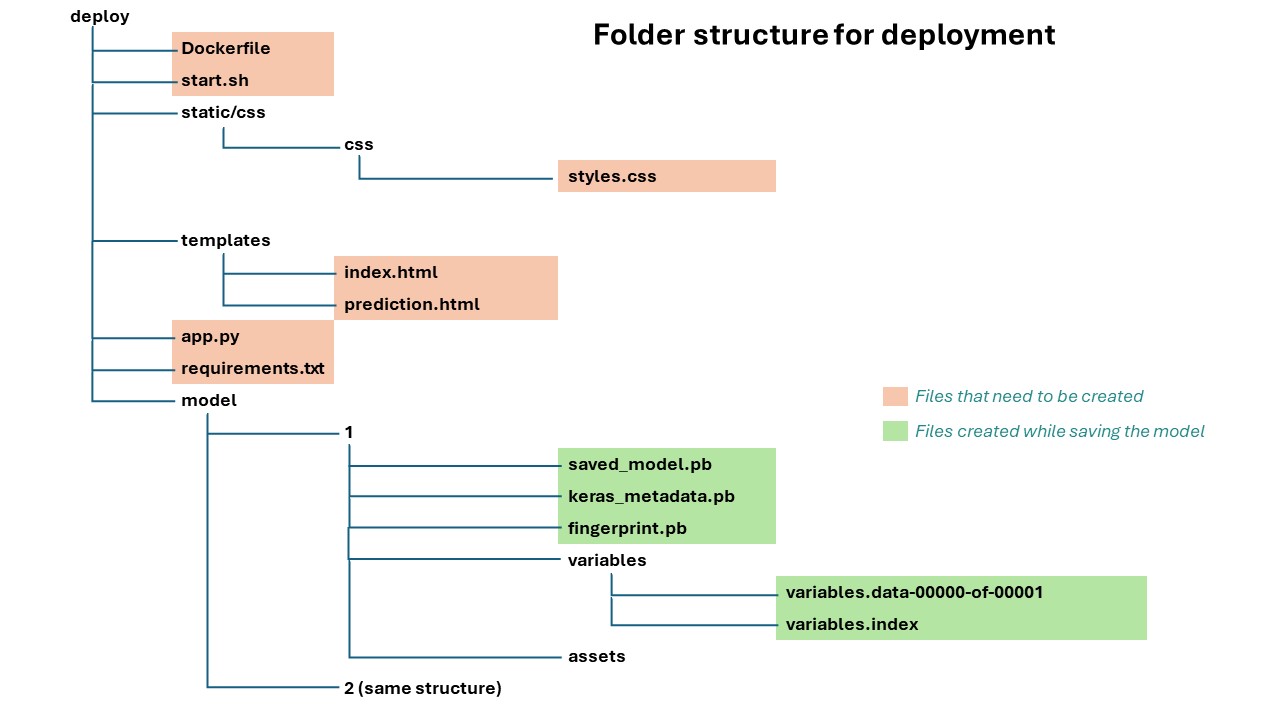 deploy
Folder structure for deployment
Dockerfile
start.sh
static/css
css
styles.css
templates
index.html
prediction.html
app.py
requirements.txt
model
Files that need to be created
Files created while saving the model
1
saved_model.pb
keras_metadata.pb
fingerprint.pb
variables
variables.data-00000-of-00001
variables.index
assets
2 (same structure)